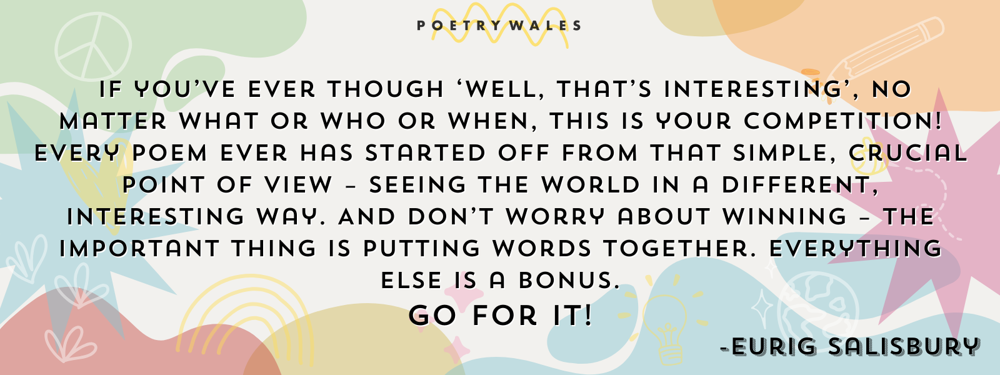 POETRY WALES
IF YOU'VE EVER THOUGH ‘WELL, THAT'S INTERESTING’, NO
MATTER WHAT OR WHO OR WHEN, THIS IS YOUR COMPETITION!
EVERY POEM EVER HAS STARTED OFF FROM THAT SIMPLE, CRUCIAL
POINT OF VIEW – SEEING THE WORLD IN A DIFFERENT,
INTERESTING WAY. AND DON'T WORRY ABOUT WINNING – THE
IMPORTANT THING IS PUTTING WORDS TOGETHER. EVERYTHING
ELSE IS A BONUS.
GO FOR IT!
-EURIG SALISBURY